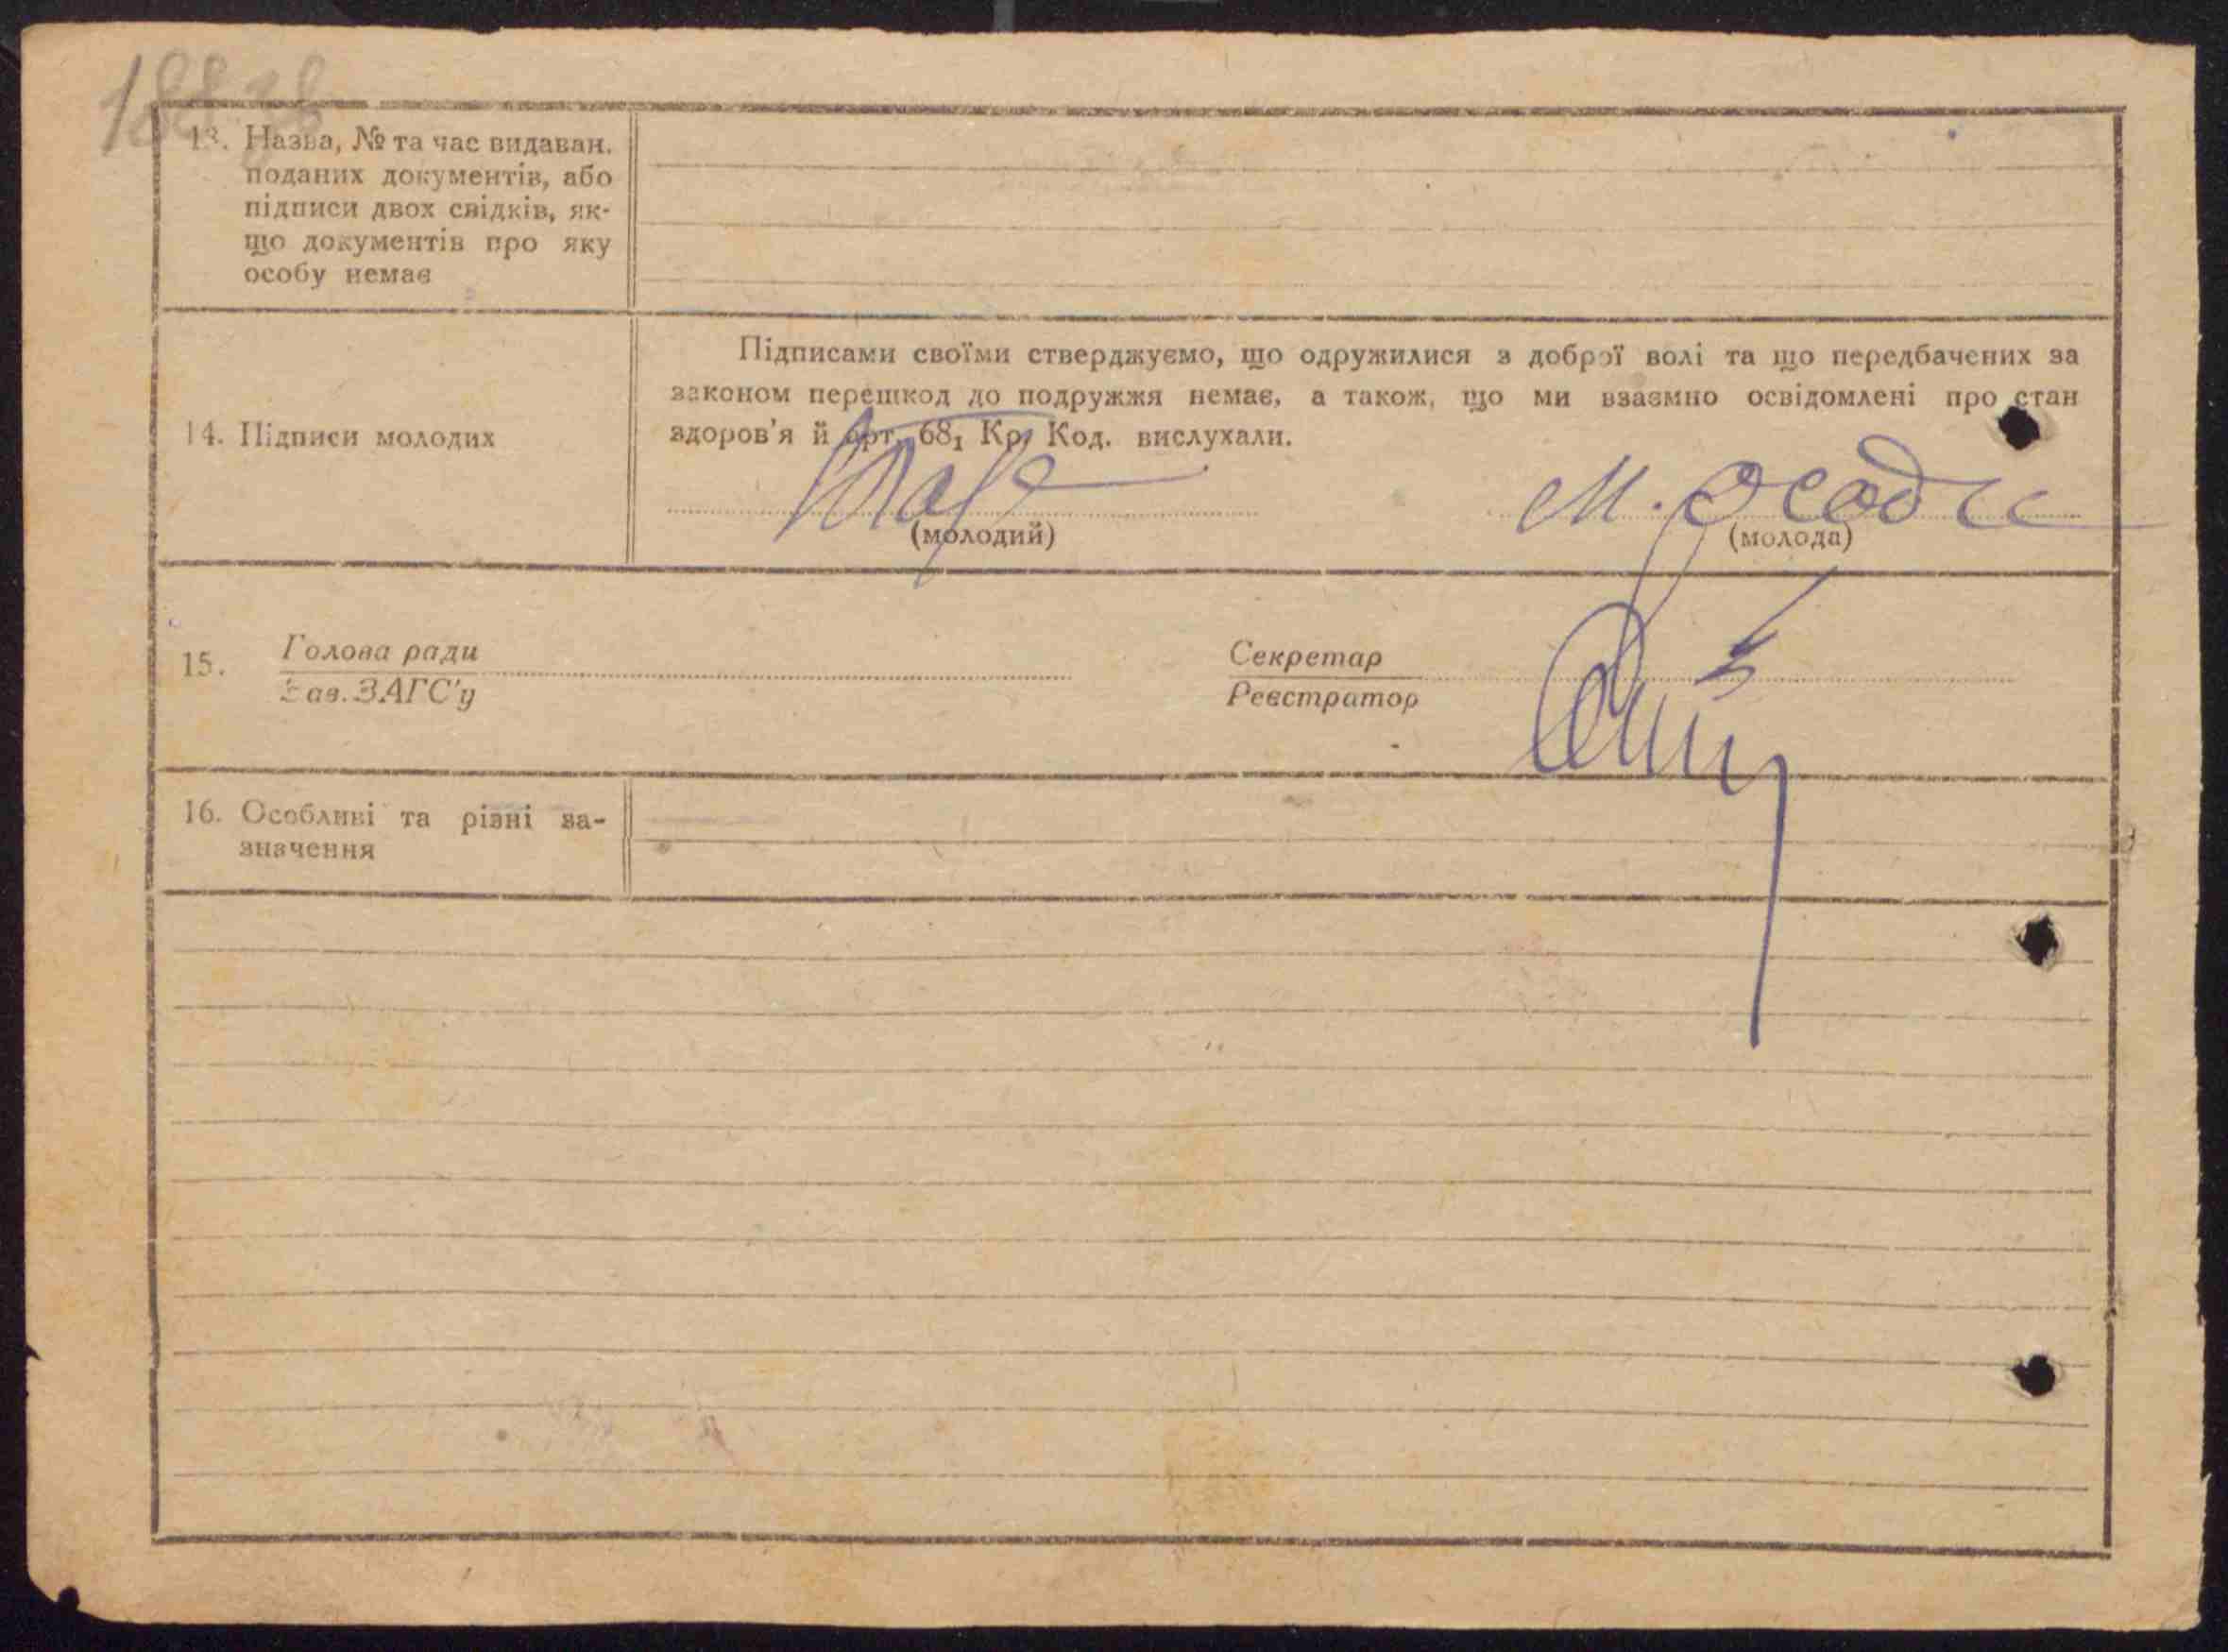 13. Назва, № та час видаван.
поданих документів, або
підписи двох свідків, як-
що документів про яку
особу немає
14. Підписи молодих
Підписами своїми стверджуємо, що одружилися з доброї волі та що передбачених за
законом перешкод до подружжя немає, а також, що ми взаємно освідомлені про стан
здоров'я й арт. 68₁ Кр. Код. вислухали.
(молодий)
М.
(молода)
15.
Голова ради
Зав. ЗАГС'у
Секретар
Реєстратор
16. Особливі та різні за-
значення